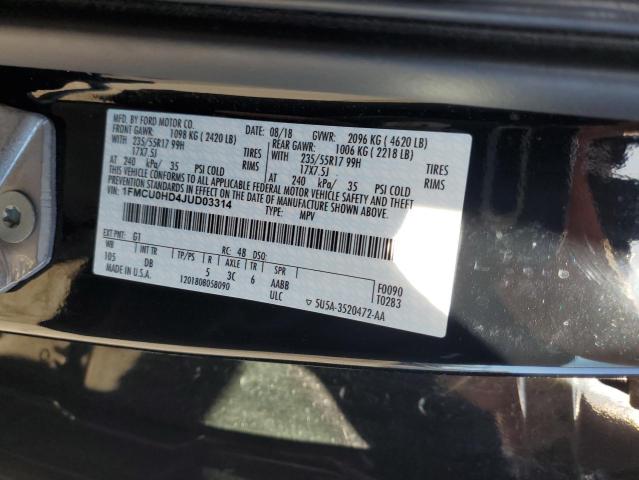 MFD. BY FORD MOTOR CO. 08/18 GVWR: 2096 KG ( 4620 LB)
FRONT GAWR: 1098 KG ( 2420 LB) REAR GAWR: 1006 KG ( 2218 LB)
WITH 235/55R17 99H TIRES WITH 235/55R17 99H TIRES
17X7.5J RIMS 17X7.5J RIMS
AT 240 kPa/ 35 PSI COLD AT 240 kPa/ 35 PSI COLD
THIS VEHICLE CONFORMS TO ALL APPLICABLE FEDERAL MOTOR VEHICLE SAFETY AND THEFT
PREVENTION STANDARDS IN EFFECT ON THE DATE OF MANUFACTURE SHOWN ABOVE.
VIN: 1FMCU0HD4JUD03314 TYPE: MPV
EXT PNT: G1 RC: 48 DSO: F0090
WB INT TR TP/PS R AXLE TR SPR T0283
105 DB 5 3C 6 AABB
MADE IN U.S.A. 120180805B090 ULC 5U5A-3520472-AA